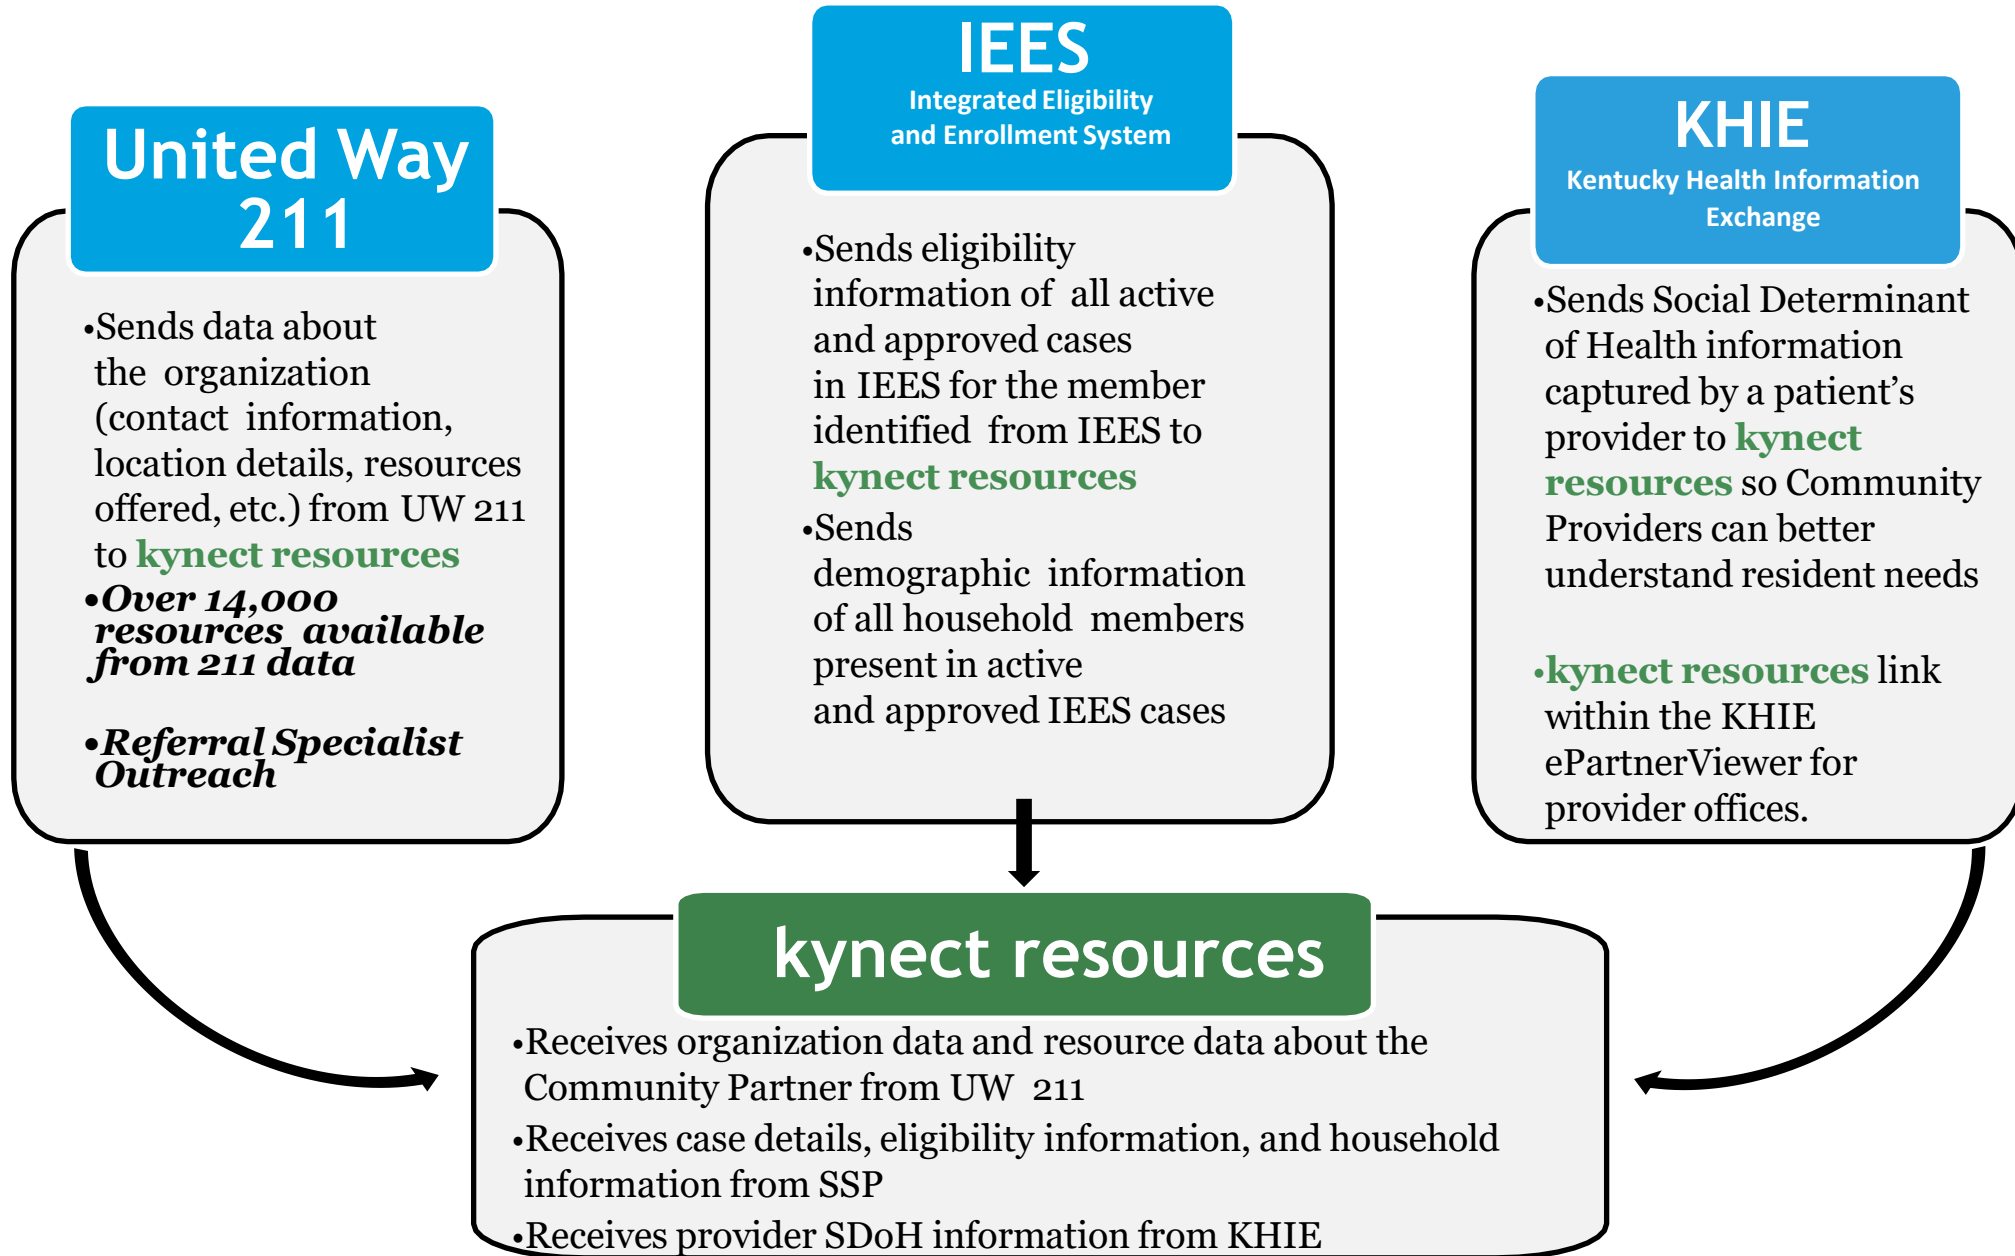 United Way
211
•Sends data about
the organization
(contact information,
location details, resources
offered, etc.) from UW 211
to kynect resources
•Over 14,000
resources available
from 211 data
•Referral Specialist
Outreach
IEES
Integrated Eligibility
and Enrollment System
•Sends eligibility
information of all active
and approved cases
in IEES for the member
identified from IEES to
kynect resources
•Sends
demographic information
of all household members
present in active
and approved IEES cases
KHIE
Kentucky Health Information
Exchange
•Sends Social Determinant
of Health information
captured by a patient’s
provider to kynect
resources so Community
Providers can better
understand resident needs
•kynect resources link
within the KHIE
ePartnerViewer for
provider offices.
kynect resources
•Receives organization data and resource data about the
Community Partner from UW 211
•Receives case details, eligibility information, and household
information from SSP
•Receives provider SDoH information from KHIE